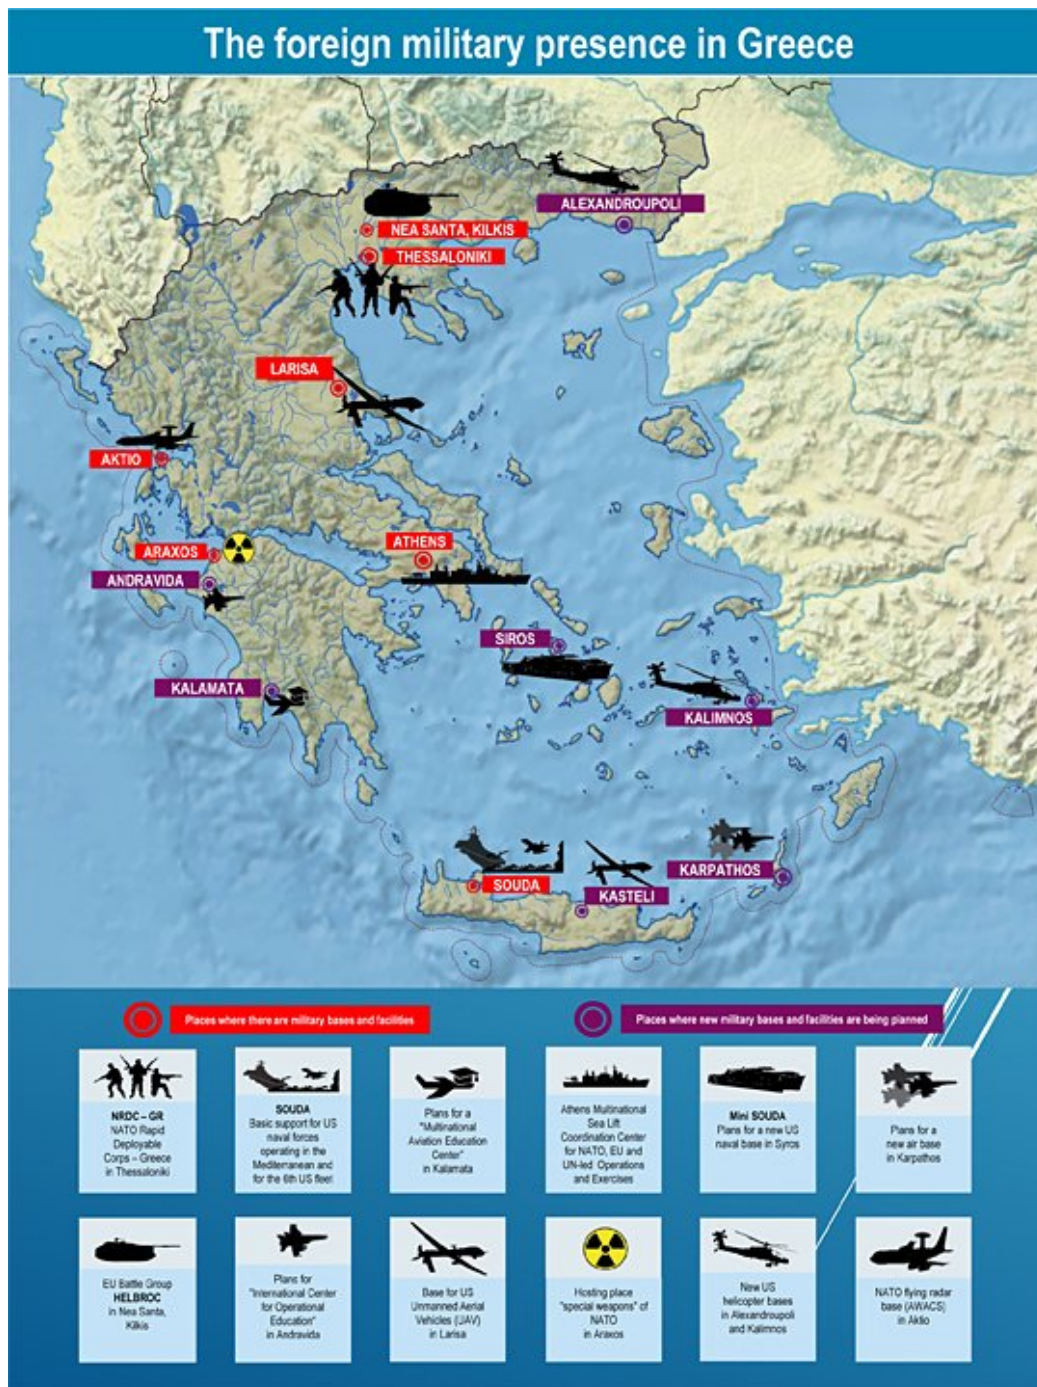 The foreign military presence in Greece
ALEXANDROUPOLI
NEA SANTA, KILKIS
THESSALONIKI
LARISA
AKTIO
ATHENS
ARAXOS
ANDRAVIDA
SIROS
KALAMATA
KALIMNOS
KARPATHOS
SOUDA
KASTELI
Places where there are military bases and facilities
Places where new military bases and facilities are being planned
NRDC – GR
NATO Rapid
Deployable
Corps – Greece
in Thessaloniki
SOUDA
Basic support for US
naval forces
operating in the
Mediterranean and
for the 6th US fleet.
Plans for a
"Multinational
Aviation Education
Center"
in Kalamata
Athens Multinational
Sea Lift
Coordination Center
for NATO, EU and
UN-led Operations
and Exercises
Mini SOUDA
Plans for a new US
naval base in Syros
Plans for a
new air base
in Karpathos
EU Battle Group
HELBROC
in Nea Santa,
Kilkis
Plans for
"International Center
for Operational
Education"
in Andravida
Base for US
Unmanned Aerial
Vehicles (UAV)
in Larisa
Hosting place
"special weapons" of
NATO
in Araxos
New US
helicopter bases
in Alexandroupoli
and Kalimnos
NATO flying radar
base (AWACS)
in Aktio